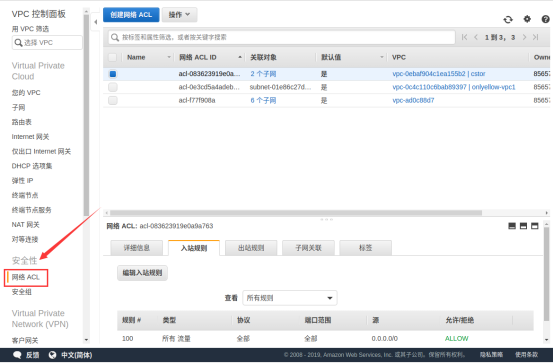 VPC 控制面板
用 VPC 筛选
选择 VPC
Virtual Private
Cloud
您的 VPC
子网
路由表
Internet 网关
仅出口 Internet 网关
DHCP 选项集
弹性 IP
终端节点
终端节点服务
NAT 网关
对等连接
安全性
网络 ACL
安全组
Virtual Private
Network (VPN)
客户网关
创建网络 ACL 操作
按标签和属性筛选，或者按关键字搜索
1 到 3，3
Name 网络 ACL ID 关联对象 默认值 VPC Owne
acl-083623919e0a... 2 个子网 是 vpc-0ebaf904c1ea155b2 | cstor 85657
acl-0e3cd5a4adeb... subnet-01e86c27d... 是 vpc-0c4c110c6bab89397 | onlyellow-vpc1 85657
acl-f77f908a 6 个子网 是 vpc-ad0c88d7 85657
网络 ACL: acl-083623919e0a9a763
详细信息 入站规则 出站规则 子网关联 标签
编辑入站规则
查看 所有规则
规则 # 类型 协议 端口范围 源 允许/拒绝
100 所有 流量 全部 全部 0.0.0.0/0 ALLOW
反馈 中文(简体)
© 2008 - 2019, Amazon Web Services, Inc. 或其子公司。保留所有权利。 隐私策略 使用条款